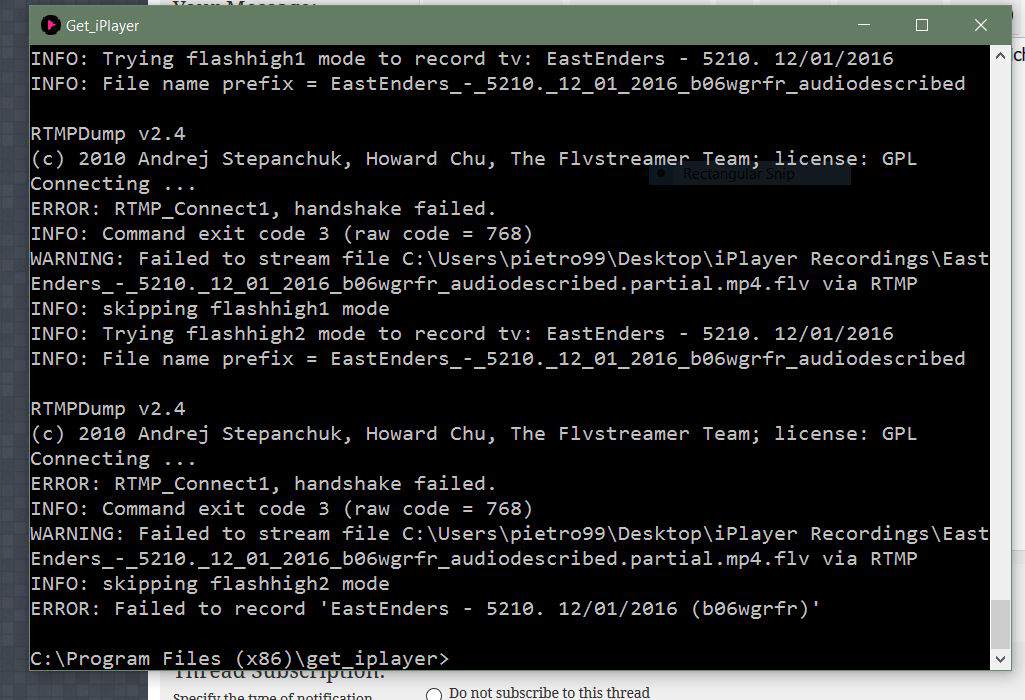 Your Message:
Get_iPlayer
INFO: Trying flashhigh1 mode to record tv: EastEnders - 5210. 12/01/2016
INFO: File name prefix = EastEnders_-_5210._12_01_2016_b06wgrfr_audiodescribed
RTMPDump v2.4
(c) 2010 Andrej Stepanchuk, Howard Chu, The Flvstreamer Team; license: GPL
Rectangular Snip
Connecting ...
ERROR: RTMP_Connect1, handshake failed.
INFO: Command exit code 3 (raw code = 768)
WARNING: Failed to stream file C:\Users\pietro99\Desktop\iPlayer Recordings\East
Enders_-_5210._12_01_2016_b06wgrfr_audiodescribed.partial.mp4.flv via RTMP
INFO: skipping flashhigh1 mode
INFO: Trying flashhigh2 mode to record tv: EastEnders - 5210. 12/01/2016
INFO: File name prefix = EastEnders_-_5210._12_01_2016_b06wgrfr_audiodescribed
RTMPDump v2.4
(c) 2010 Andrej Stepanchuk, Howard Chu, The Flvstreamer Team; license: GPL
Connecting ...
ERROR: RTMP_Connect1, handshake failed.
INFO: Command exit code 3 (raw code = 768)
WARNING: Failed to stream file C:\Users\pietro99\Desktop\iPlayer Recordings\East
Enders_-_5210._12_01_2016_b06wgrfr_audiodescribed.partial.mp4.flv via RTMP
INFO: skipping flashhigh2 mode
ERROR: Failed to record 'EastEnders - 5210. 12/01/2016 (b06wgrfr)'
C:\Program Files (x86)\get_iplayer>
Thread Subscription:
Specify the type of notification
Do not subscribe to this thread